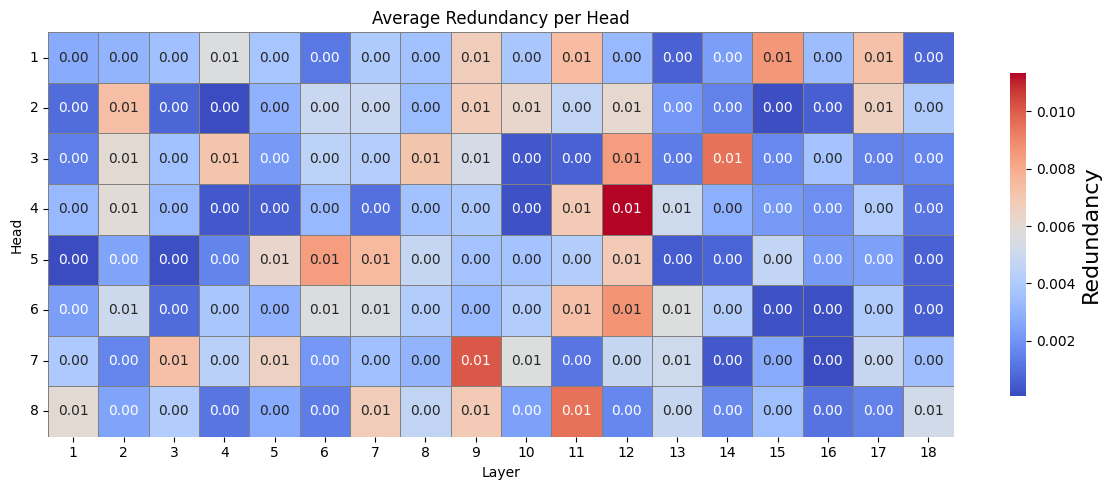 Average Redundancy per Head
1 0.00 0.00 0.00 0.01 0.00 0.00 0.00 0.00 0.01 0.00 0.01 0.00 0.00 0.00 0.01 0.00 0.01 0.00
2 0.00 0.01 0.00 0.00 0.00 0.00 0.00 0.00 0.01 0.01 0.00 0.01 0.00 0.00 0.00 0.00 0.01 0.00
3 0.00 0.01 0.00 0.01 0.00 0.00 0.00 0.01 0.01 0.00 0.00 0.01 0.00 0.01 0.00 0.00 0.00 0.00
4 0.00 0.01 0.00 0.00 0.00 0.00 0.00 0.00 0.00 0.00 0.01 0.01 0.01 0.00 0.00 0.00 0.00 0.00
5 0.00 0.00 0.00 0.00 0.01 0.01 0.01 0.00 0.00 0.00 0.00 0.01 0.00 0.00 0.00 0.00 0.00 0.00
6 0.00 0.01 0.00 0.00 0.00 0.01 0.01 0.00 0.00 0.00 0.01 0.01 0.01 0.00 0.00 0.00 0.00 0.00
7 0.00 0.00 0.01 0.00 0.01 0.00 0.00 0.00 0.01 0.01 0.00 0.00 0.01 0.00 0.00 0.00 0.00 0.00
8 0.01 0.00 0.00 0.00 0.00 0.00 0.01 0.00 0.01 0.00 0.01 0.00 0.00 0.00 0.00 0.00 0.00 0.01
1 2 3 4 5 6 7 8 9 10 11 12 13 14 15 16 17 18
Layer
Head
0.010
0.008
0.006
0.004
0.002
Redundancy